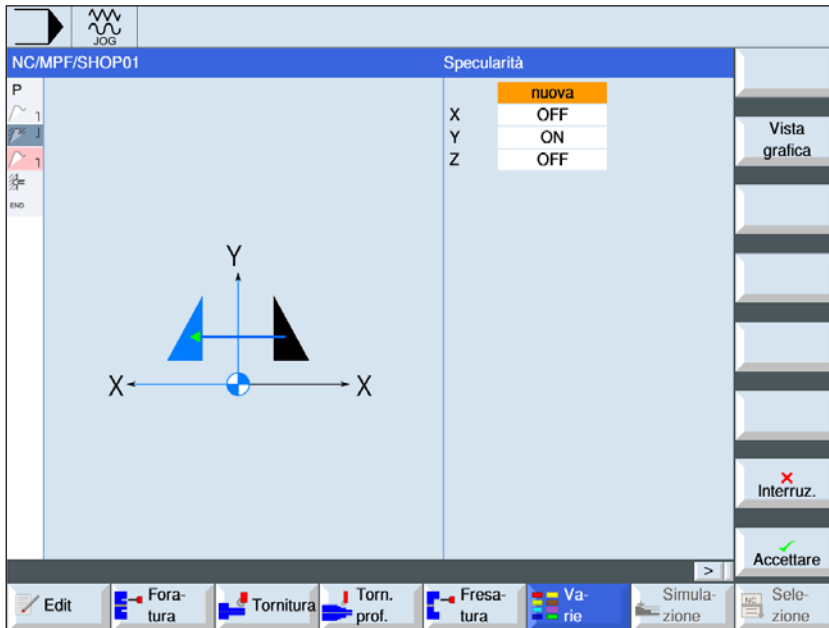 JOG
NC/MPF/SHOP01
Specularità
P
END
nuova
X OFF
Y ON
Z OFF
Y
X X
Vista
grafica
Interruz.
Accettare
>
Edit
Fora-
tura
Tornitura
Torn.
prof.
Fresa-
tura
Va-
rie
Simula-
zione
NC
Sele-
zione